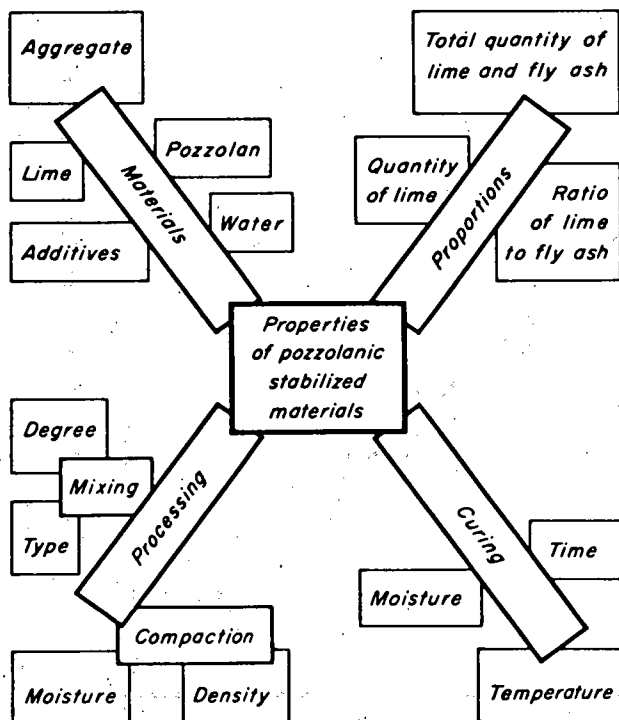 Aggregate
Total quantity of
lime and fly ash
Materials
Pozzolan
Lime
Water
Additives
Quantity
of lime
Proportions
Ratio
of lime
to fly ash
Properties
of pozzolanic
stabilized
materials
Degree
Mixing
Type
Processing
Compaction
Moisture
Density
Curing
Time
Moisture
Temperature